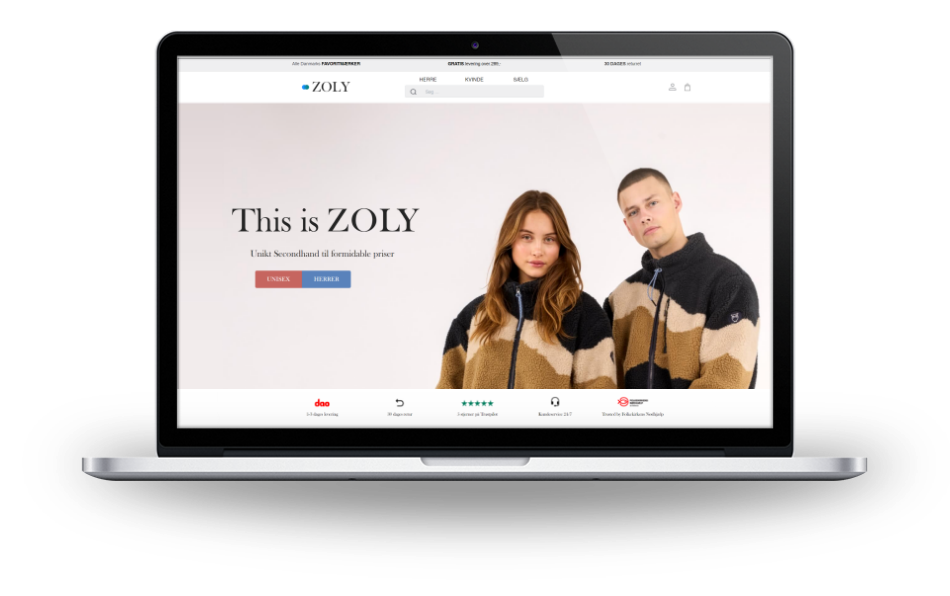 Alle Danmarks FAVORITMÆRKER
GRATIS levering over 299,-
30 DAGES returret
ZOLY
HERRE
KVINDE
SÆLG
Søg
This is ZOLY
Unika Secondhand til formidable priser
UNISEX
HERRER
dao
1-3 dages levering
30 dages retur
5 stjerner på Trustpilot
Kundeservice 24/7
Trusted by Folkekirkens Nødhjælp